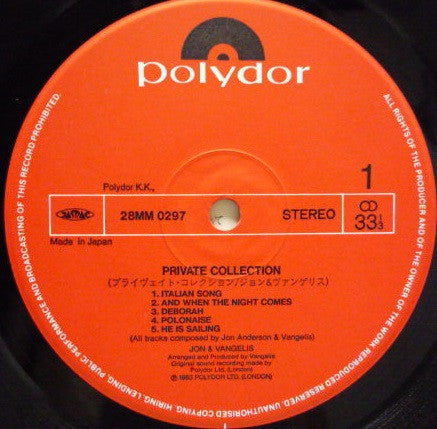 polydor
Polydor K.K.,
1
28MM 0297
STEREO
33 1/3
Made in Japan
PRIVATE COLLECTION
(プライヴェイト・コレクション/ジョン&ヴァンゲリス)
1. ITALIAN SONG
2. AND WHEN THE NIGHT COMES
3. DEBORAH
4. POLONAISE
5. HE IS SAILING
(All tracks composed by Jon Anderson & Vangelis)
JON & VANGELIS
Arranged and Produced by Vangelis
Original sound recording made by
Polydor Ltd. (London)
℗ 1983 POLYDOR LTD. (LONDON)
ALL RIGHTS OF THE PRODUCER AND OF THE OWNER OF THE WORK REPRODUCED RESERVED. UNAUTHORISED COPYING, HIRING, LENDING, PUBLIC PERFORMANCE AND BROADCASTING OF THIS RECORD PROHIBITED.